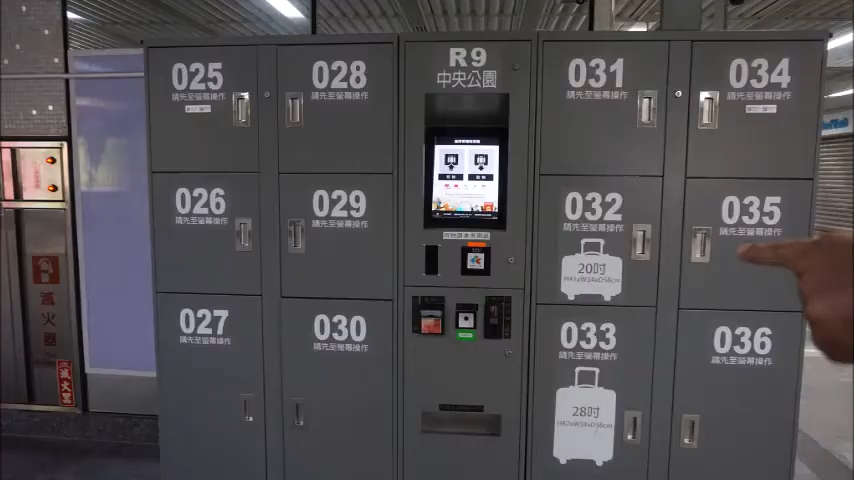 R9
中央公園
025
請先至螢幕操作
028
請先至螢幕操作
031
請先至螢幕操作
034
請先至螢幕操作
026
請先至螢幕操作
029
請先至螢幕操作
032
請先至螢幕操作
20吋
H41xW34xD58cm
035
請先至螢幕操作
027
請先至螢幕操作
030
請先至螢幕操作
033
請先至螢幕操作
28吋
036
請先至螢幕操作
滅火器
滅火器